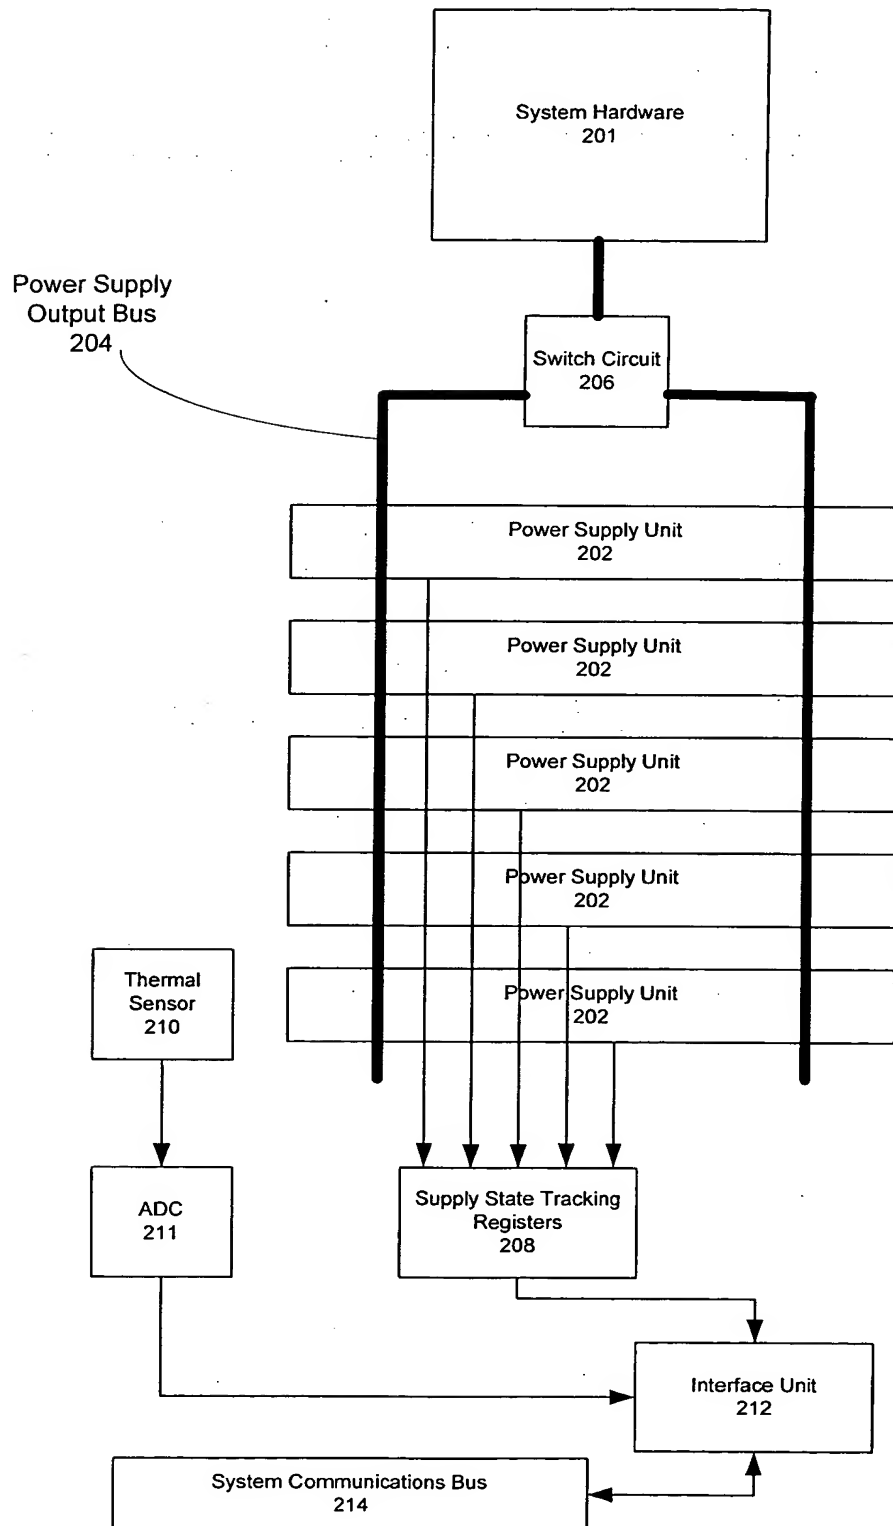 System Hardware
201
Power Supply
Output Bus
204
Switch Circuit
206
Power Supply Unit
202
Power Supply Unit
202
Power Supply Unit
202
Power Supply Unit
202
Power Supply Unit
202
Thermal
Sensor
210
ADC
211
Supply State Tracking
Registers
208
Interface Unit
212
System Communications Bus
214